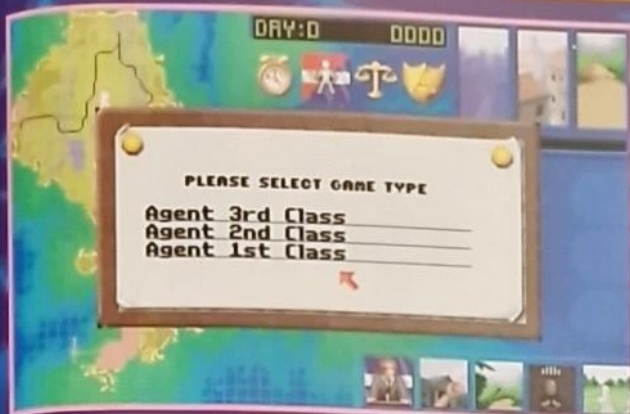 DAY:0 0000
PLEASE SELECT GAME TYPE
Agent 3rd Class
Agent 2nd Class
Agent 1st Class